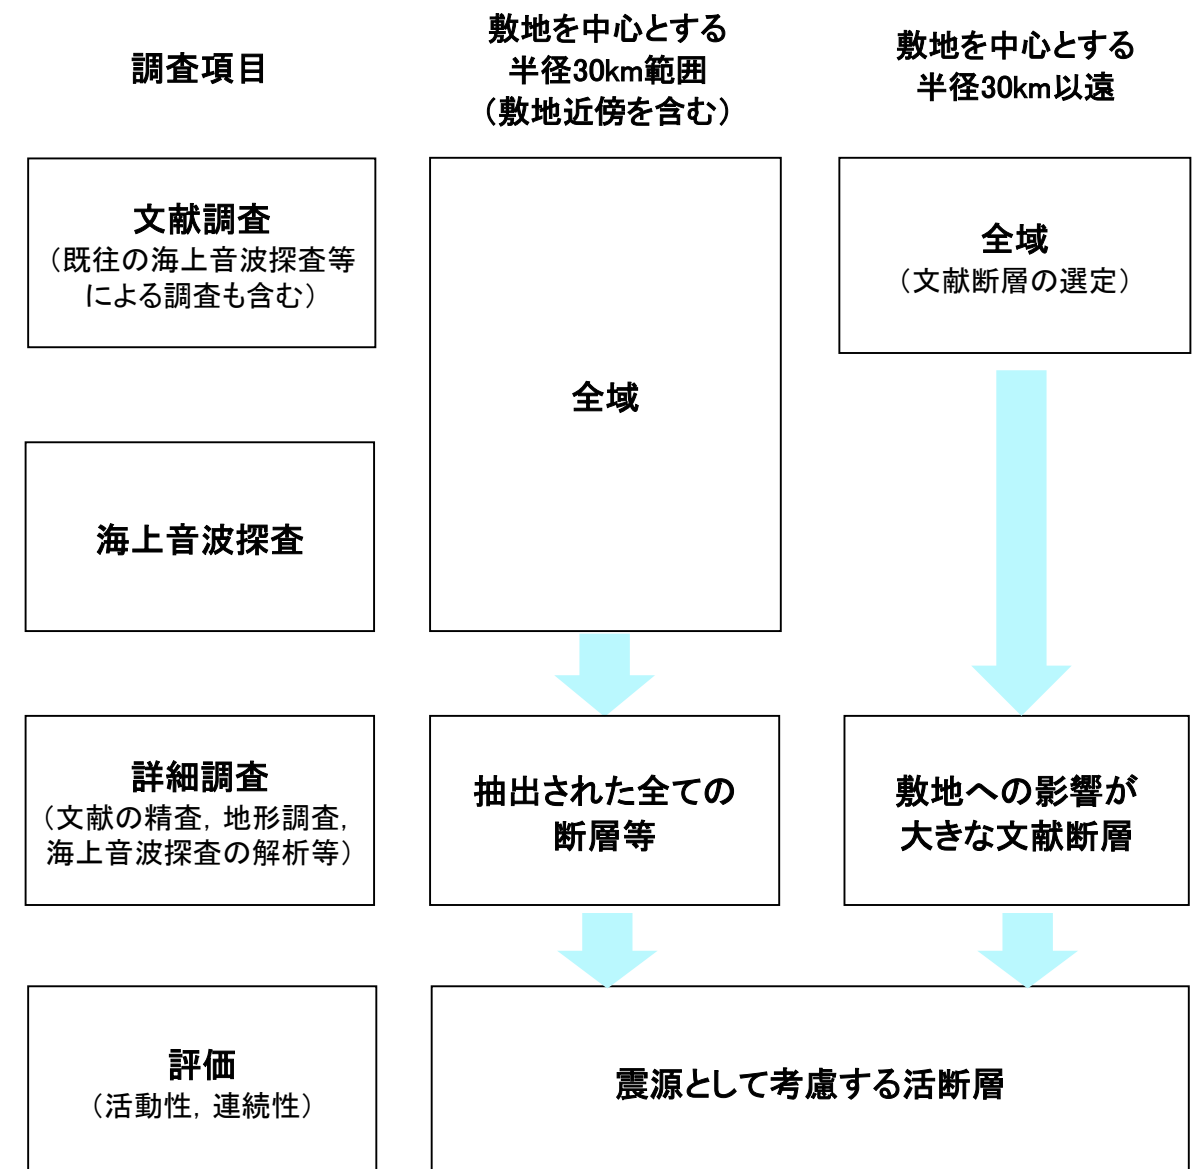 調査項目
敷地を中心とする
半径30km範囲
（敷地近傍を含む）
敷地を中心とする
半径30km以遠
文献調査
（既往の海上音波探査等
による調査も含む）
全域
全域
（文献断層の選定）
海上音波探査
詳細調査
（文献の精査，地形調査，
海上音波探査の解析等）
抽出された全ての
断層等
敷地への影響が
大きな文献断層
評価
（活動性，連続性）
震源として考慮する活断層